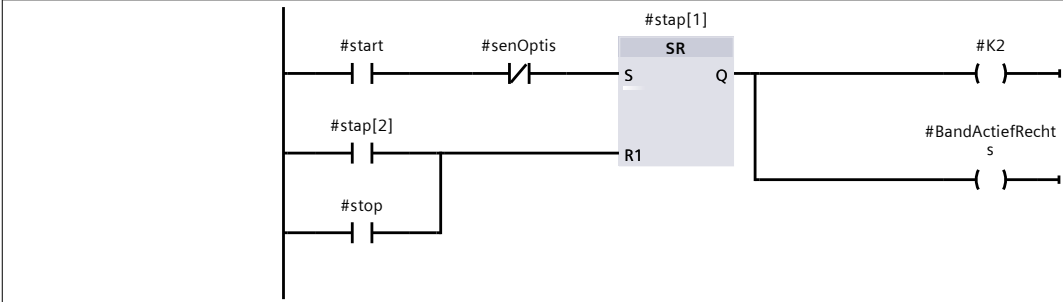 #stap[1]
#start
#senOptis
SR
#K2
S
Q
#stap[2]
#BandActiefRecht
s
R1
#stop